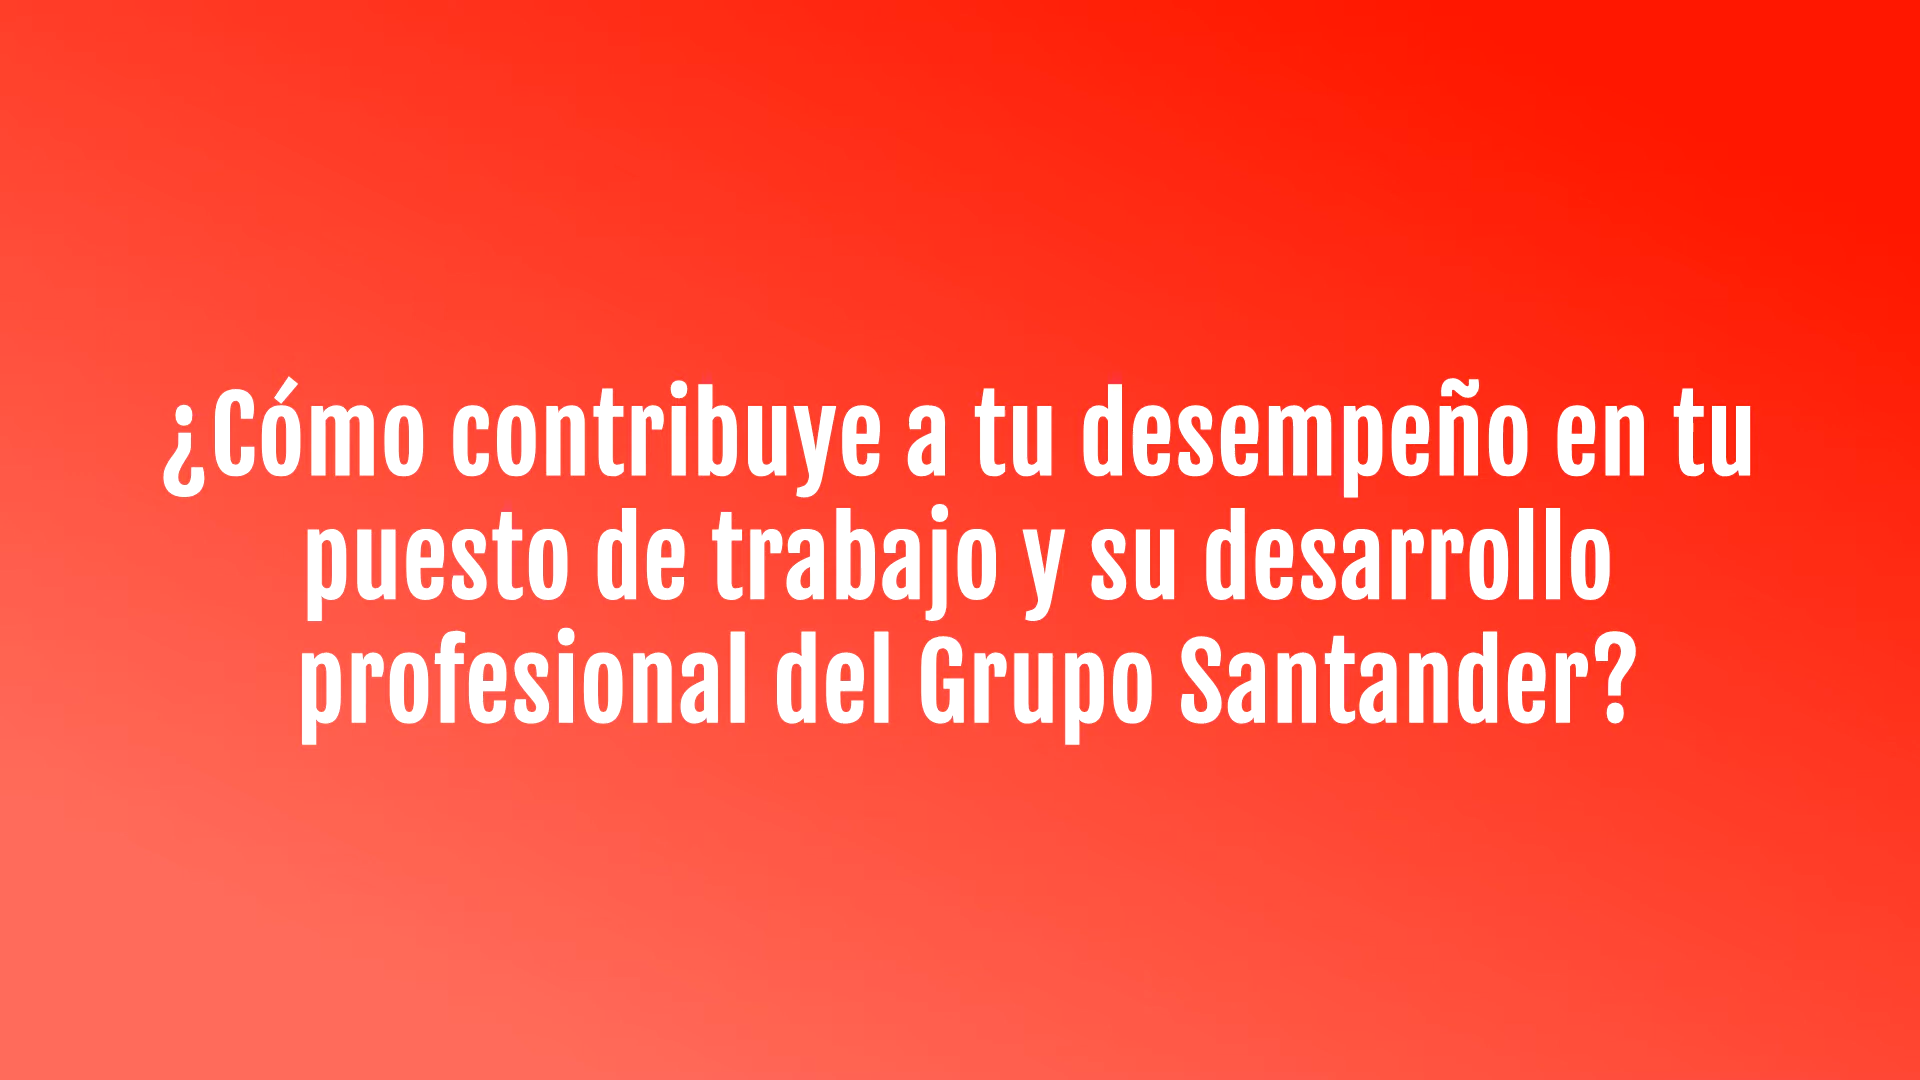 ¿Cómo contribuye a tu desempeño en tu
puesto de trabajo y su desarrollo
profesional del Grupo Santander?